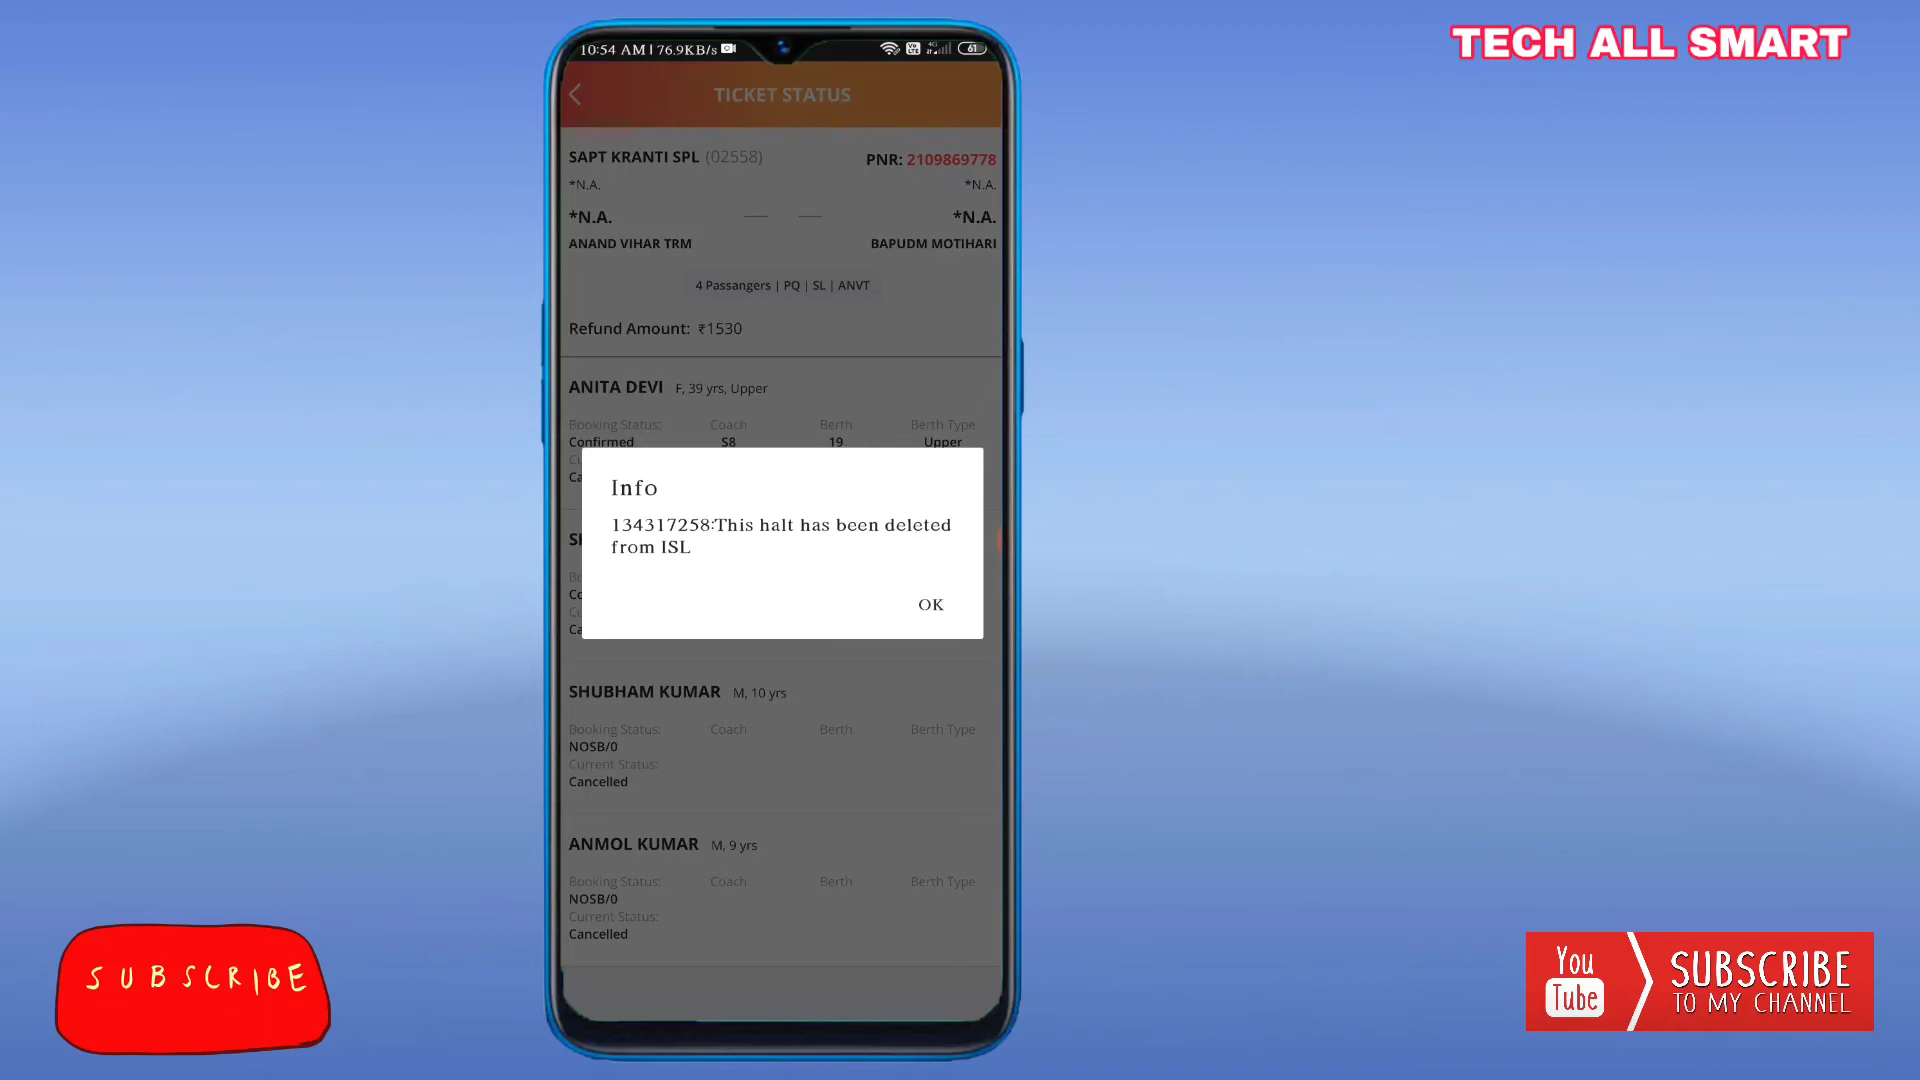 TECH ALL SMART
10:54 AM | 76.9KB/s
Vo LTE 4G 61
TICKET STATUS
SAPT KRANTI SPL (02558) PNR: 2109869778
*N.A. *N.A.
*N.A. *N.A.
ANAND VIHAR TRM BAPUDM MOTIHARI
4 Passangers | PQ | SL | ANVT
Refund Amount: ₹1530
ANITA DEVI F, 39 yrs, Upper
Booking Status: Coach Berth Berth Type
Confirmed S8 19 Upper
Info
134317258:This halt has been deleted
from ISL
OK
SHUBHAM KUMAR M, 10 yrs
Booking Status: Coach Berth Berth Type
NOSB/0
Current Status:
Cancelled
ANMOL KUMAR M, 9 yrs
Booking Status: Coach Berth Berth Type
NOSB/0
Current Status:
Cancelled
SUBSCRIBE
You Tube SUBSCRIBE
TO MY CHANNEL